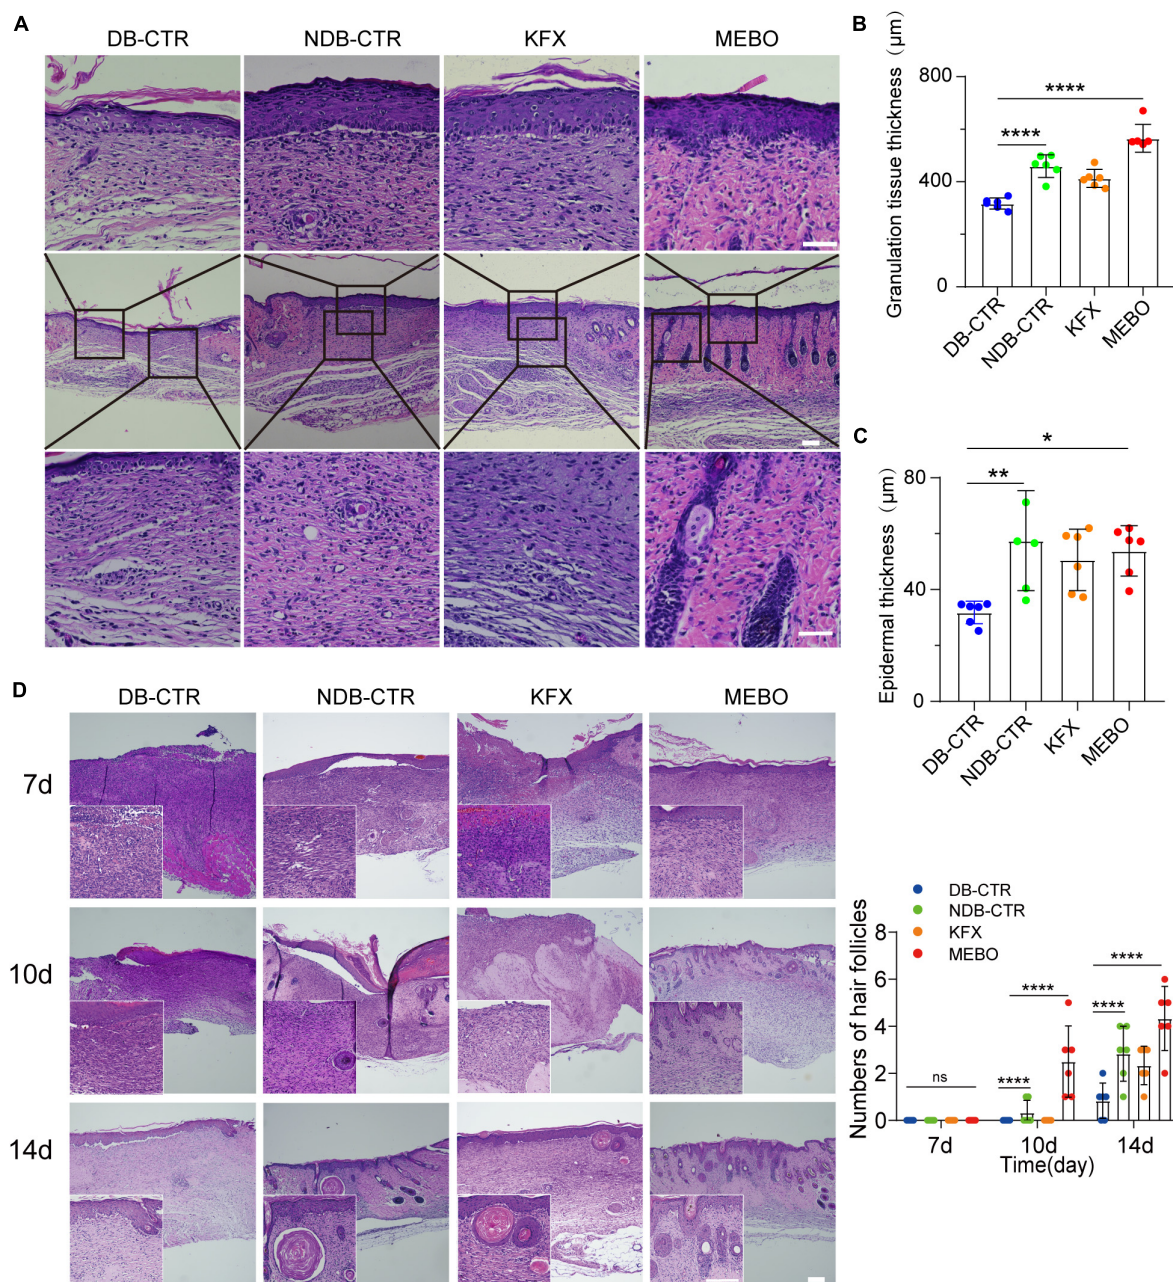 A
DB-CTR NDB-CTR KFX MEBO
B
Granulation tissue thickness (μm)
800
400
0
****
****
DB-CTR
NDB-CTR
KFX
MEBO
C
Epidermal thickness (μm)
80
40
0
*
**
DB-CTR
NDB-CTR
KFX
MEBO
D
DB-CTR NDB-CTR KFX MEBO
7d
10d
14d
DB-CTR
NDB-CTR
KFX
MEBO
Numbers of hair follicles
8
6
4
2
0
ns
****
****
****
****
7d 10d 14d
Time(day)